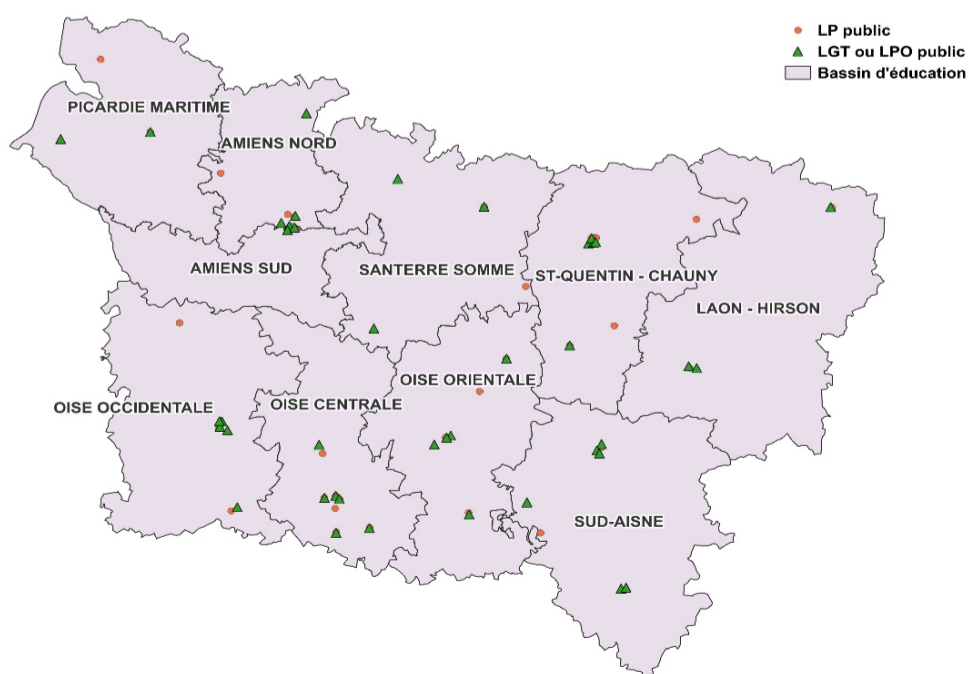 LP public
LGT ou LPO public
Bassin d'éducation
PICARDIE MARITIME
AMIENS NORD
AMIENS SUD
SANTERRE SOMME
ST-QUENTIN - CHAUNY
LAON - HIRSON
OISE OCCIDENTALE
OISE CENTRALE
OISE ORIENTALE
SUD-AISNE